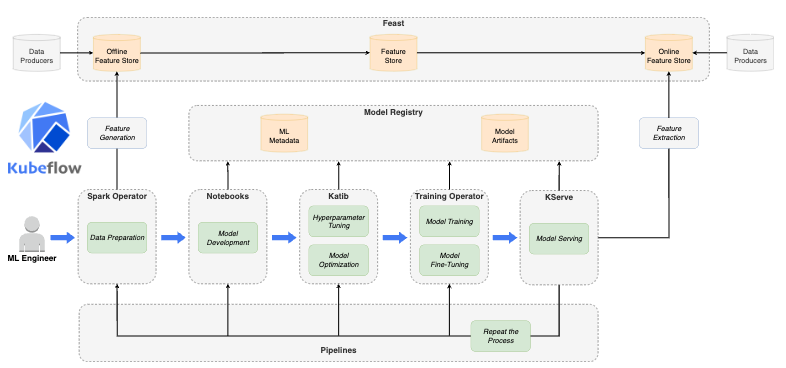 Feast
Data
Producers
Offline
Feature Store
Feature
Store
Online
Feature Store
Data
Producers
Model Registry
Feature
Generation
ML
Metadata
Model
Artifacts
Feature
Extraction
Kubeflow
Spark Operator
Notebooks
Katib
Training Operator
KServe
Data Preparation
Model
Development
Hyperparameter
Tuning
Model
Optimization
Model Training
Model
Fine-Tuning
Model Serving
ML Engineer
Repeat the
Process
Pipelines